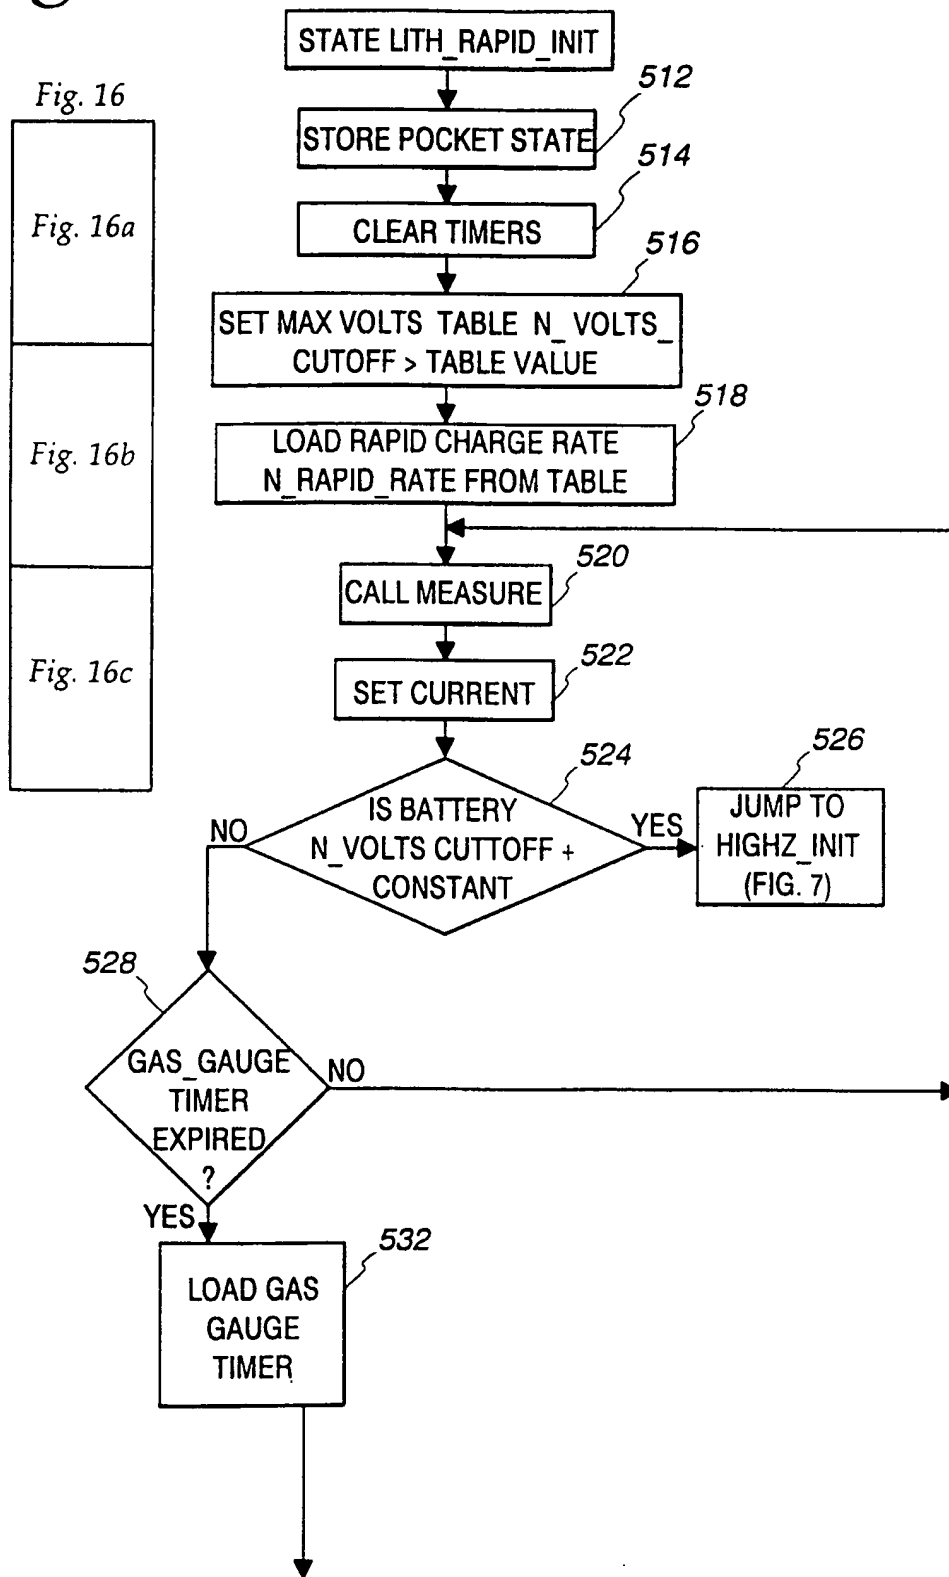 STATE LITH_RAPID_INIT
Fig. 16
Fig. 16a
Fig. 16b
Fig. 16c
512
STORE POCKET STATE
514
CLEAR TIMERS
516
SET MAX VOLTS TABLE N_VOLTS_
CUTOFF > TABLE VALUE
518
LOAD RAPID CHARGE RATE
N_RAPID_RATE FROM TABLE
520
CALL MEASURE
522
SET CURRENT
524
IS BATTERY
N_VOLTS CUTTOFF +
CONSTANT
NO
YES
526
JUMP TO
HIGHZ_INIT
(FIG. 7)
528
GAS_GAUGE
TIMER
EXPIRED
?
NO
YES
532
LOAD GAS
GAUGE
TIMER